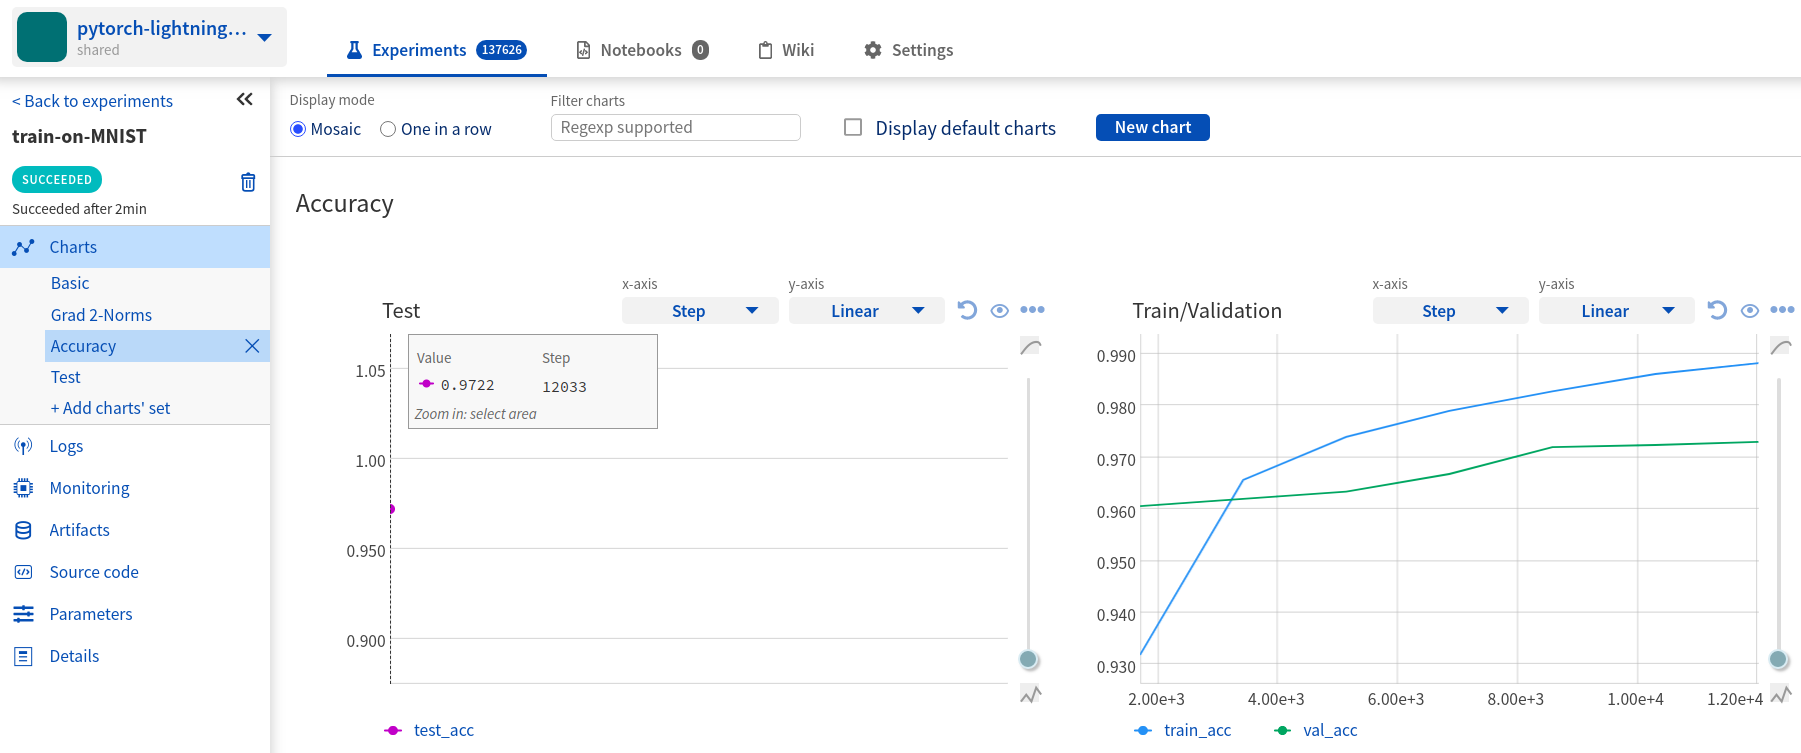 pytorch-lightning...
shared
Experiments 137626
Notebooks 0
Wiki
Settings
< Back to experiments
train-on-MNIST
SUCCEEDED
Succeeded after 2min
Charts
Basic
Grad 2-Norms
Accuracy
Test
+ Add charts' set
Logs
Monitoring
Artifacts
Source code
Parameters
Details
Display mode
Mosaic One in a row
Filter charts
Regexp supported
Display default charts
New chart
Accuracy
Test
x-axis
Step
y-axis
Linear
Value Step
0.9722 12033
Zoom in: select area
1.05
1.00
0.950
0.900
test_acc
Train/Validation
x-axis
Step
y-axis
Linear
0.990
0.980
0.970
0.960
0.950
0.940
0.930
2.00e+3 4.00e+3 6.00e+3 8.00e+3 1.00e+4 1.20e+4
train_acc val_acc